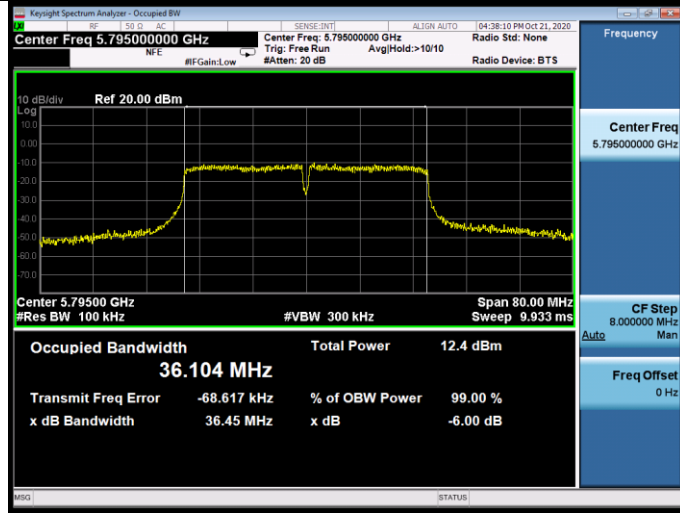 Keysight Spectrum Analyzer - Occupied BW
RF 50 Ω AC SENSE:INT ALIGN AUTO 04:38:10 PM Oct 21, 2020
Center Freq 5.795000000 GHz
NFE
#IFGain:Low
Center Freq: 5.795000000 GHz
Trig: Free Run Avg|Hold:>10/10
#Atten: 20 dB
Radio Std: None
Radio Device: BTS
10 dB/div Ref 20.00 dBm
Log
10.0
0.00
-10.0
-20.0
-30.0
-40.0
-50.0
-60.0
-70.0
Center 5.79500 GHz Span 80.00 MHz
#Res BW 100 kHz #VBW 300 kHz Sweep 9.933 ms
Occupied Bandwidth Total Power 12.4 dBm
36.104 MHz
Transmit Freq Error -68.617 kHz % of OBW Power 99.00 %
x dB Bandwidth 36.45 MHz x dB -6.00 dB
MSG STATUS
Frequency
Center Freq
5.795000000 GHz
CF Step
8.000000 MHz
Auto Man
Freq Offset
0 Hz